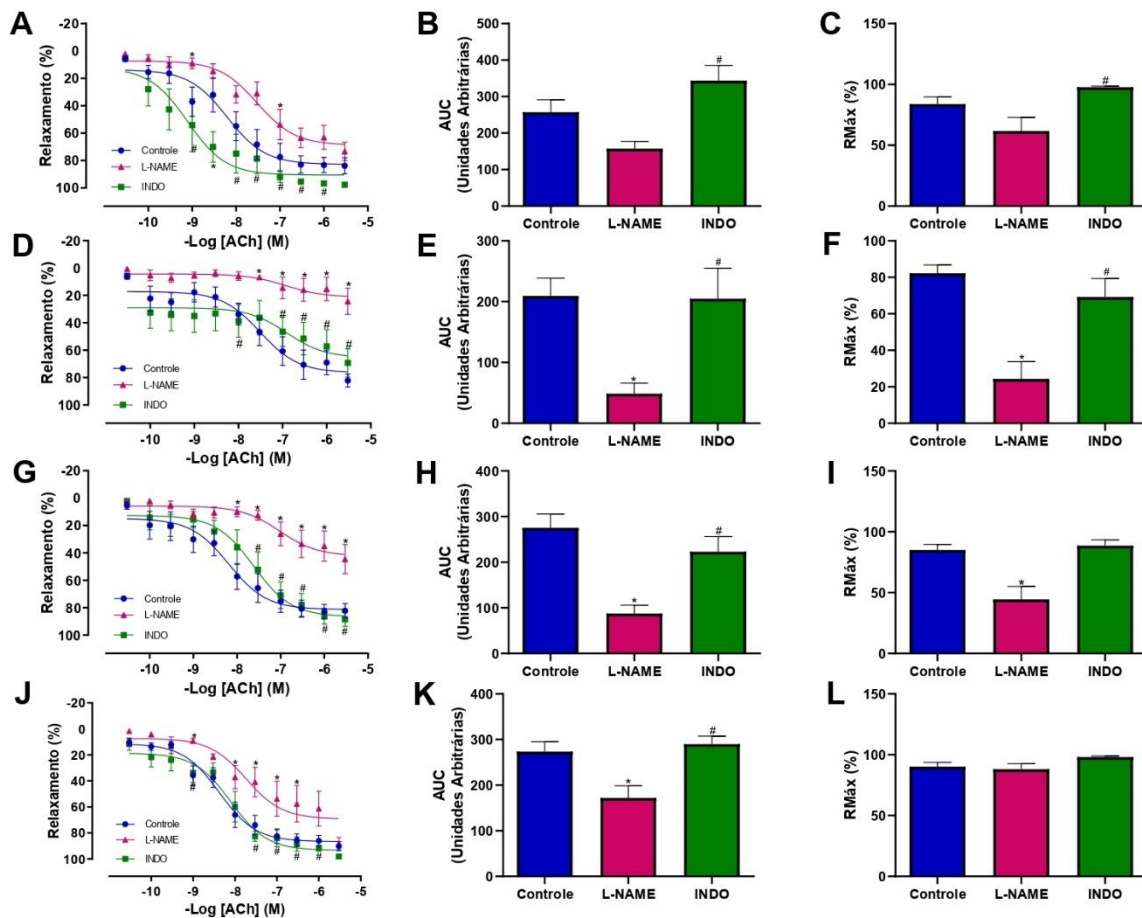 A
Relaxamento (%)
-20
0
20
40
60
80
100
*
*
#
*
#
#
#
#
#
Controle
L-NAME
INDO
-10 -9 -8 -7 -6 -5
-Log [ACh] (M)
B
AUC
(Unidades Arbitrárias)
500
400
300
200
100
0
#
Controle L-NAME INDO
C
RMáx (%)
150
100
50
0
#
Controle L-NAME INDO
D
Relaxamento (%)
20
0
20
40
60
80
100
* * * * *
# # # # #
Controle
L-NAME
INDO
-10 -9 -8 -7 -6 -5
-Log [ACh] (M)
E
AUC
(Unidades Arbitrárias)
300
200
100
0
* #
Controle L-NAME INDO
F
RMáx (%)
100
80
60
40
20
0
* #
Controle L-NAME INDO
G
Relaxamento (%)
-20
0
20
40
60
80
100
* * * * * *
# # # # #
Controle
L-NAME
INDO
-10 -9 -8 -7 -6 -5
-Log [ACh] (M)
H
AUC
(Unidades Arbitrárias)
400
300
200
100
0
* #
Controle L-NAME INDO
I
RMáx (%)
150
100
50
0
*
Controle L-NAME INDO
J
Relaxamento (%)
-20
0
20
40
60
80
100
* * * * *
# # # # #
Controle
L-NAME
INDO
-10 -9 -8 -7 -6 -5
-Log [ACh] (M)
K
AUC
(Unidades Arbitrárias)
400
300
200
100
0
* #
Controle L-NAME INDO
L
RMáx (%)
150
100
50
0
Controle L-NAME INDO